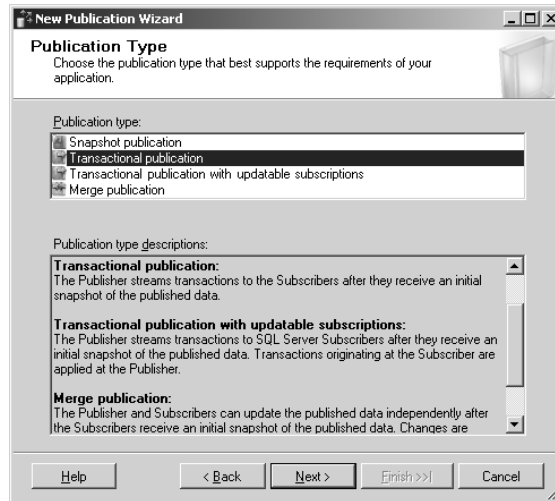 New Publication Wizard
Publication Type
Choose the publication type that best supports the requirements of your
application.
Publication type:
Snapshot publication
Transactional publication
Transactional publication with updatable subscriptions
Merge publication
Publication type descriptions:
Transactional publication:
The Publisher streams transactions to the Subscribers after they receive an initial
snapshot of the published data.
Transactional publication with updatable subscriptions:
The Publisher streams transactions to SQL Server Subscribers after they receive an
initial snapshot of the published data. Transactions originating at the Subscriber are
applied at the Publisher.
Merge publication:
The Publisher and Subscribers can update the published data independently after
the Subscribers receive an initial snapshot of the published data. Changes are
Help
< Back
Next >
Finish >>|
Cancel